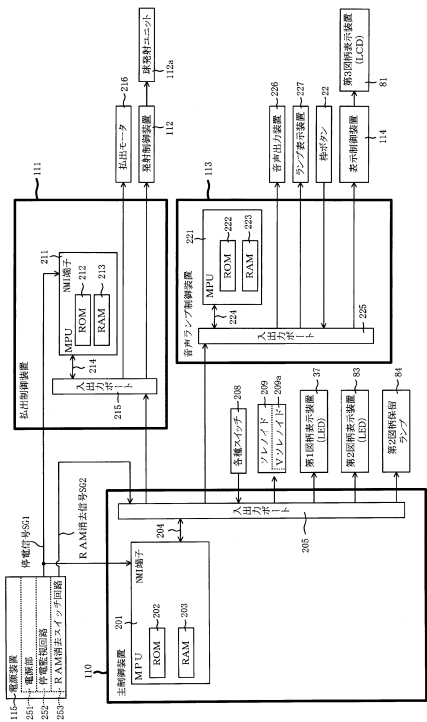 115
電源装置
251
電源部
252
停電監視回路
253
RAM消去スイッチ回路
停電信号SG1
RAM消去信号SG2
110
主制御装置
201
MPU
NMI端子
ROM
202
RAM
203
204
入出力ポート
205
払出制御装置
111
211
MPU
NMI端子
ROM
212
RAM
213
214
入出力ポート
215
払出モータ
216
発射制御装置
112
球発射ユニット
112a
各種スイッチ
208
ソレノイド
209
Vソレノイド
209a
第1図柄表示装置
(LED)
37
第2図柄表示装置
(LED)
83
第2図柄保留
ランプ
84
音声ランプ制御装置
113
221
MPU
ROM
222
RAM
223
224
入出力ポート
225
音声出力装置
226
ランプ表示装置
227
枠ボタン
22
表示制御装置
114
第3図柄表示装置
(LCD)
81